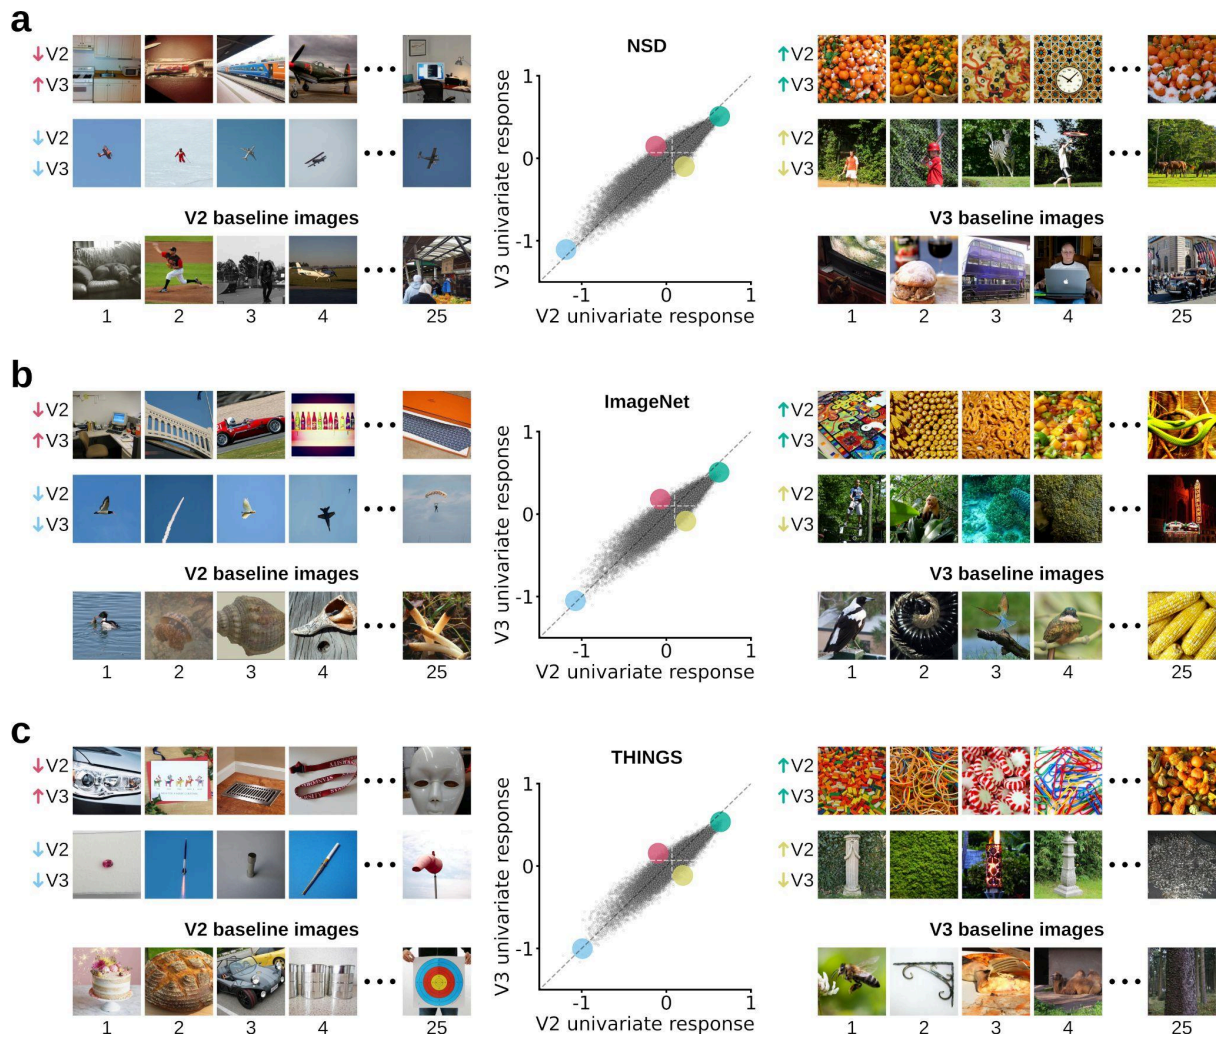 a
NSD
↓V2
↑V3
↓V2
↓V3
V2 baseline images
1 2 3 4 25
V3 univariate response
1
0
-1
-1 0 1
V2 univariate response
↑V2
↑V3
↑V2
↓V3
V3 baseline images
1 2 3 4 25
b
ImageNet
↓V2
↑V3
↓V2
↓V3
V2 baseline images
1 2 3 4 25
V3 univariate response
1
0
-1
-1 0 1
V2 univariate response
↑V2
↑V3
↑V2
↓V3
V3 baseline images
1 2 3 4 25
c
THINGS
↓V2
↑V3
↓V2
↓V3
V2 baseline images
1 2 3 4 25
V3 univariate response
1
0
-1
-1 0 1
V2 univariate response
↑V2
↑V3
↑V2
↓V3
V3 baseline images
1 2 3 4 25